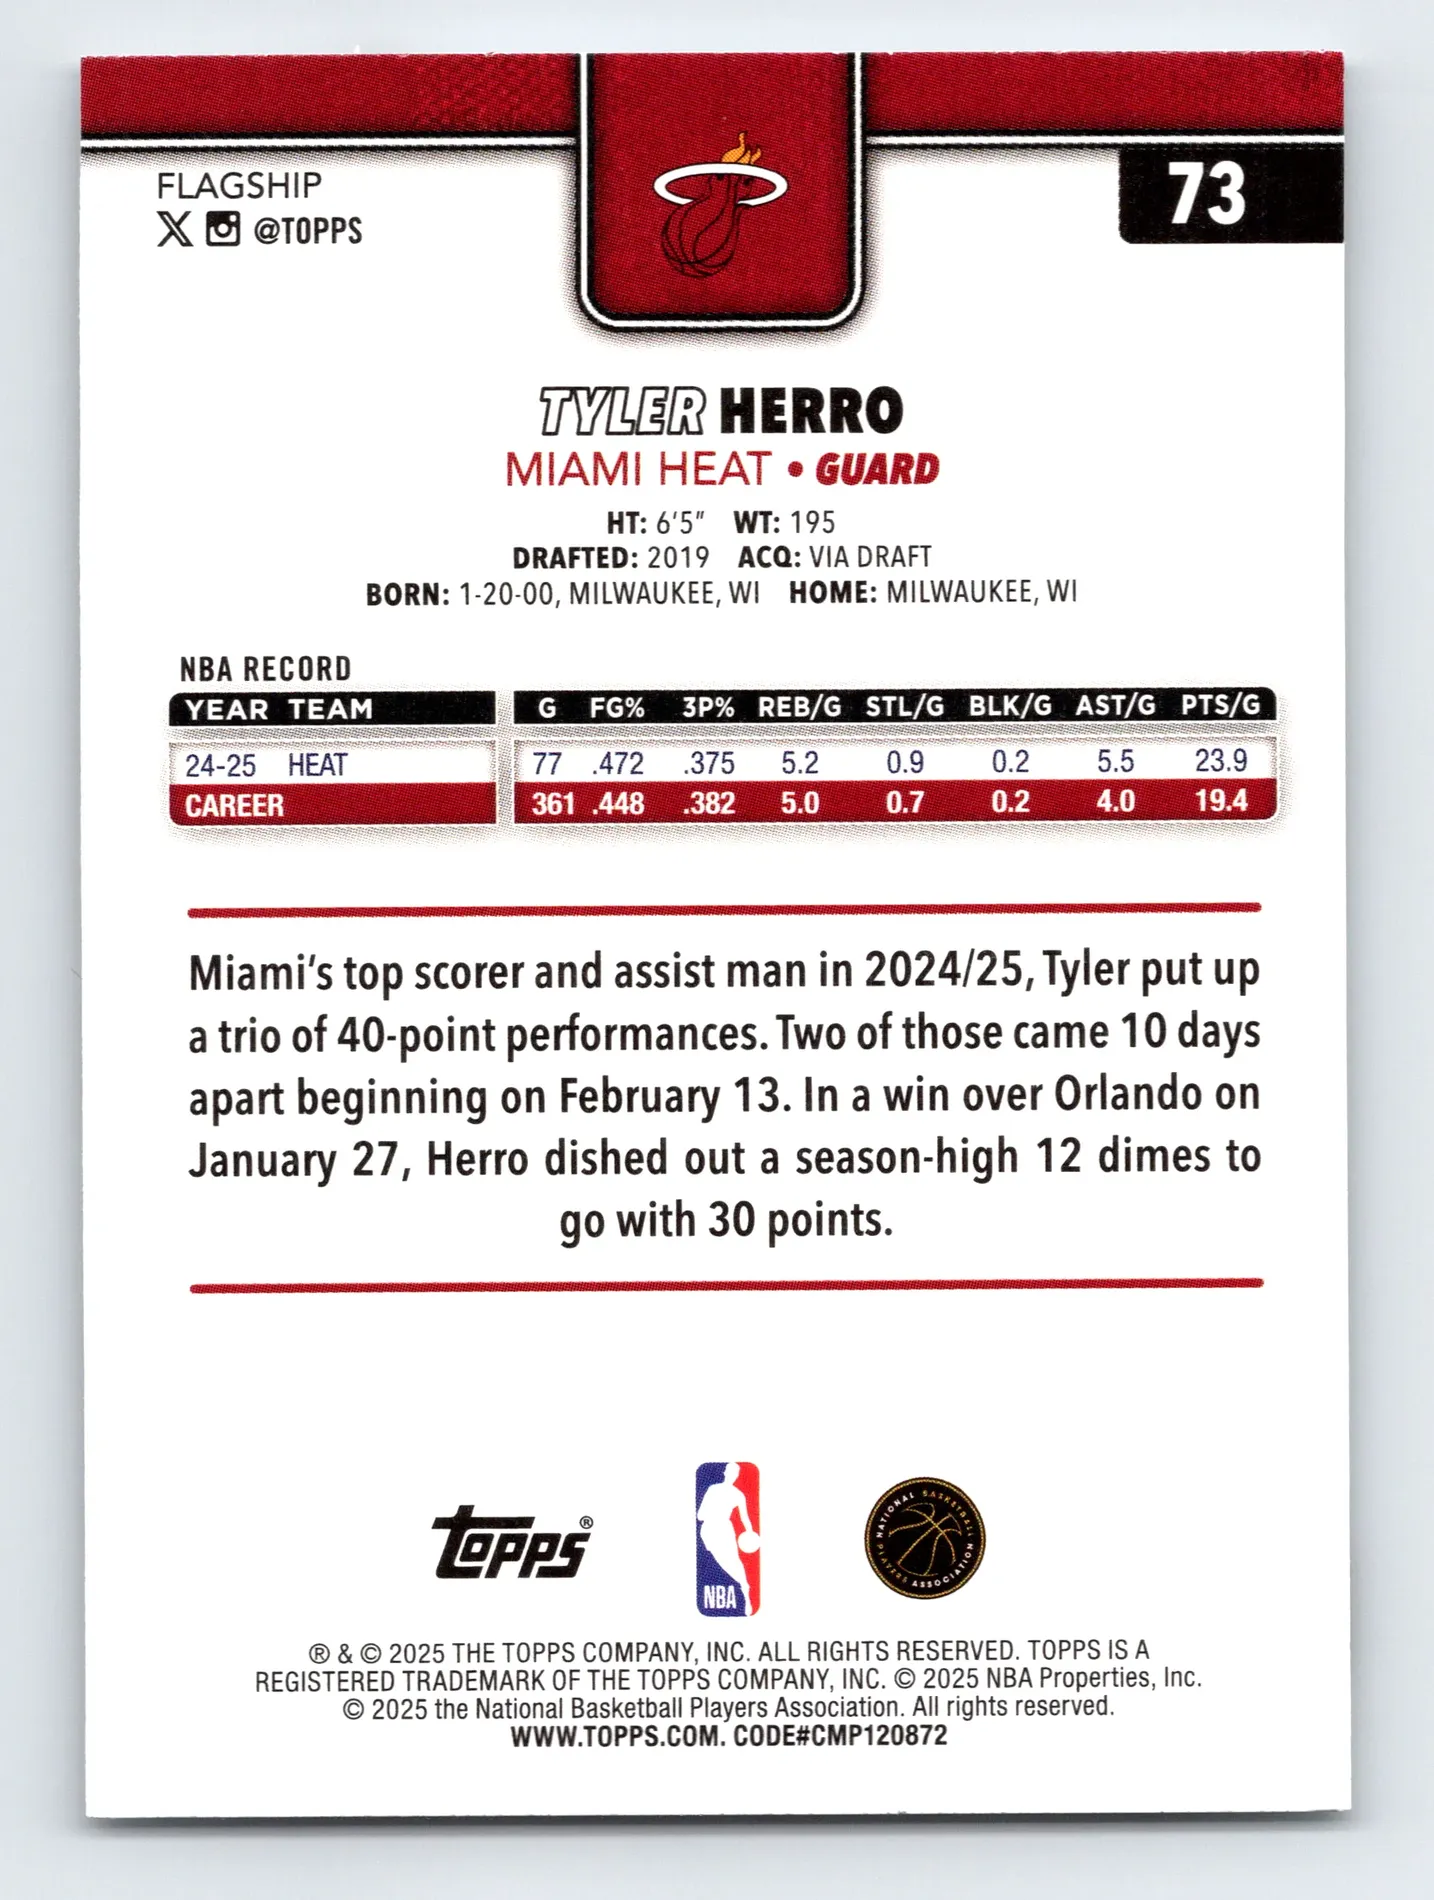 FLAGSHIP
73
@TOPPS
TYLER HERRO
MIAMI HEAT • GUARD
HT: 6'5" WT: 195
DRAFTED: 2019 ACQ: VIA DRAFT
BORN: 1-20-00, MILWAUKEE, WI HOME: MILWAUKEE, WI
NBA RECORD
YEAR TEAM G FG% 3P% REB/G STL/G BLK/G AST/G PTS/G
24-25 HEAT 77 .472 .375 5.2 0.9 0.2 5.5 23.9
CAREER 361 .448 .382 5.0 0.7 0.2 4.0 19.4
Miami's top scorer and assist man in 2024/25, Tyler put up
a trio of 40-point performances. Two of those came 10 days
apart beginning on February 13. In a win over Orlando on
January 27, Herro dished out a season-high 12 dimes to
go with 30 points.
TOPPS®
NBA
NATIONAL BASKETBALL PLAYERS ASSOCIATION
® & © 2025 THE TOPPS COMPANY, INC. ALL RIGHTS RESERVED. TOPPS IS A
REGISTERED TRADEMARK OF THE TOPPS COMPANY, INC. © 2025 NBA Properties, Inc.
© 2025 the National Basketball Players Association. All rights reserved.
WWW.TOPPS.COM. CODE#CMP120872